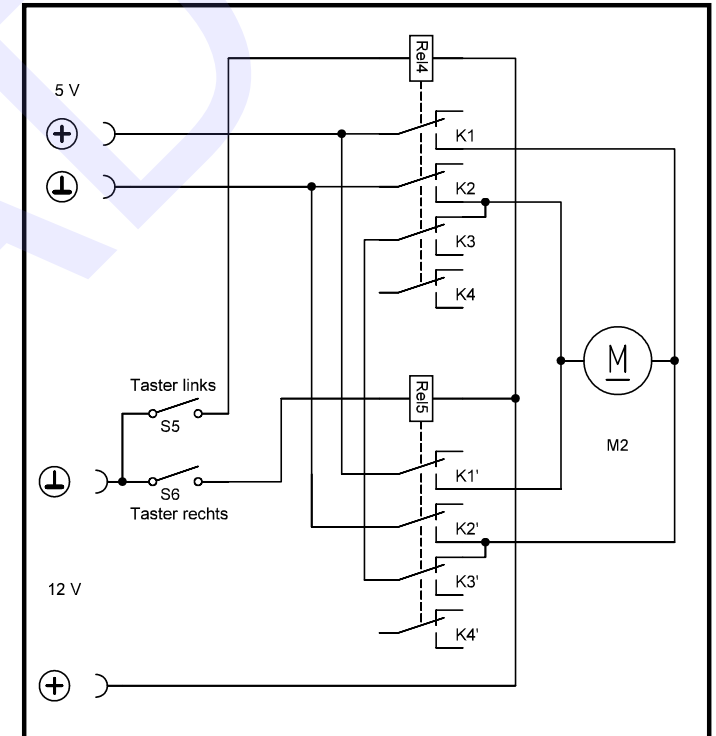 Rel4
5 V
K1
K2
K3
K4
Taster links
S5
Rel5
M
M2
K1'
S6
Taster rechts
K2'
K3'
12 V
K4'